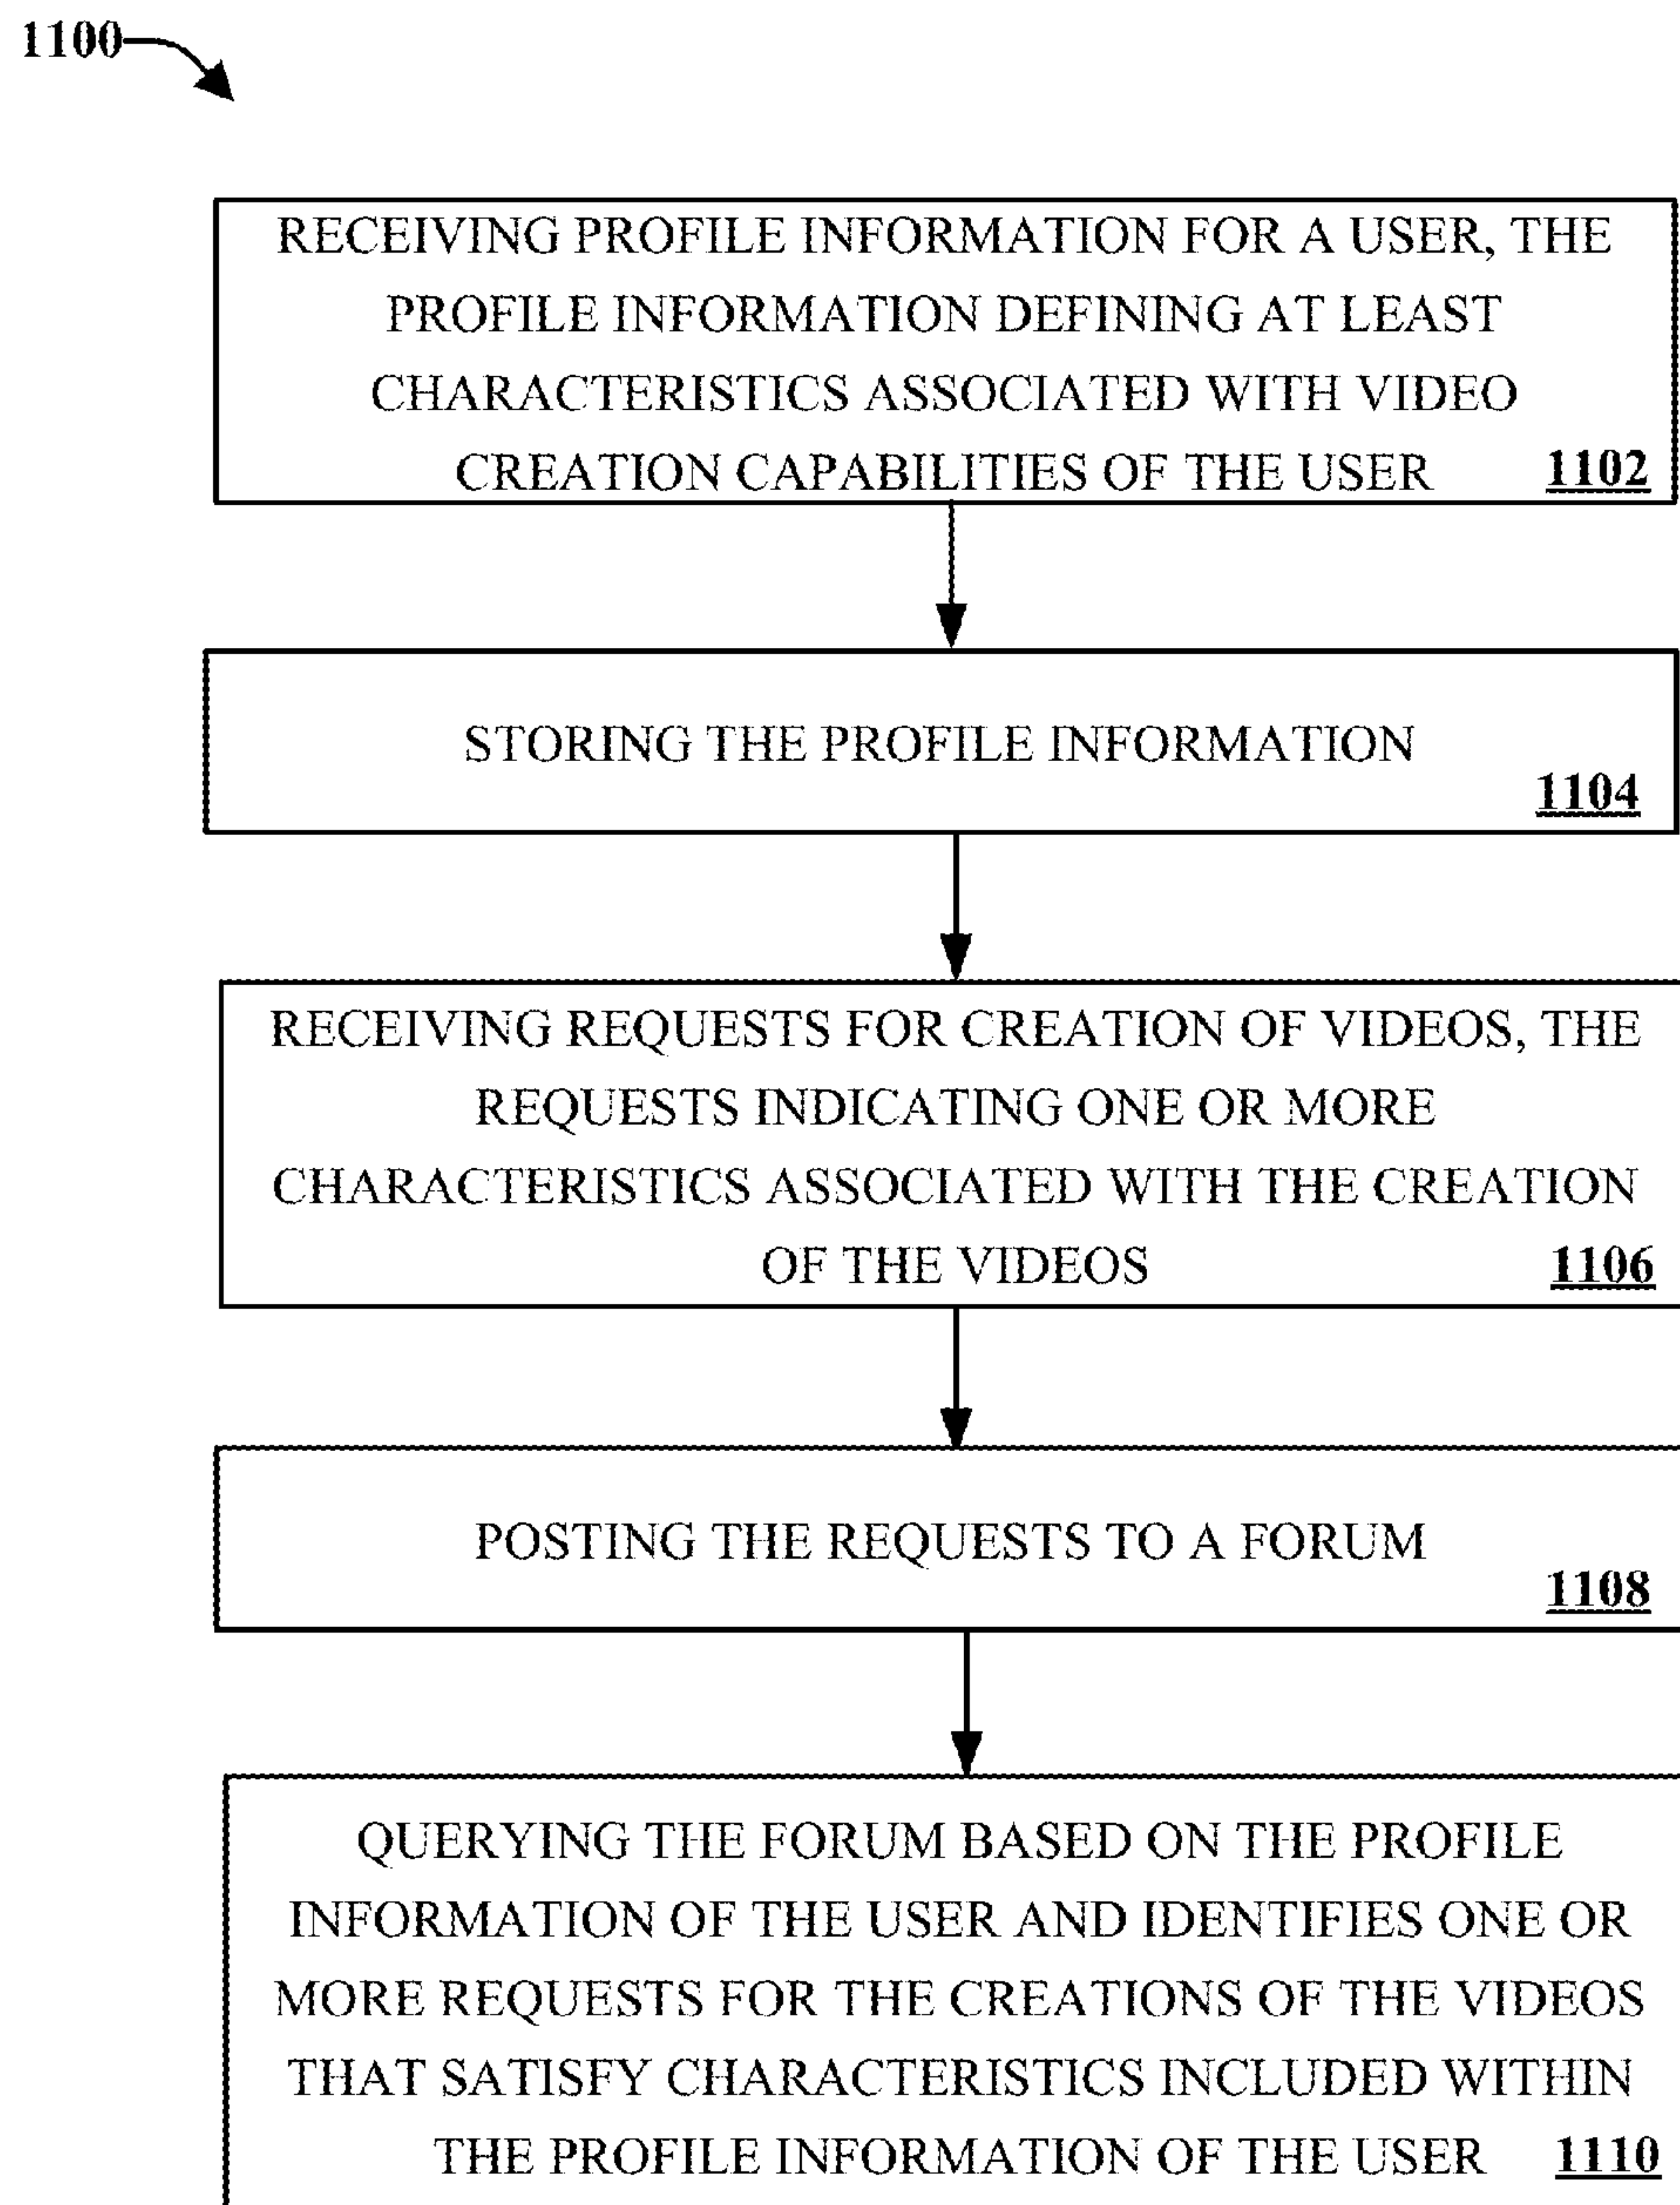 1100
RECEIVING PROFILE INFORMATION FOR A USER, THE
PROFILE INFORMATION DEFINING AT LEAST
CHARACTERISTICS ASSOCIATED WITH VIDEO
CREATION CAPABILITIES OF THE USER 1102
STORING THE PROFILE INFORMATION
1104
RECEIVING REQUESTS FOR CREATION OF VIDEOS, THE
REQUESTS INDICATING ONE OR MORE
CHARACTERISTICS ASSOCIATED WITH THE CREATION
OF THE VIDEOS 1106
POSTING THE REQUESTS TO A FORUM
1108
QUERYING THE FORUM BASED ON THE PROFILE
INFORMATION OF THE USER AND IDENTIFIES ONE OR
MORE REQUESTS FOR THE CREATIONS OF THE VIDEOS
THAT SATISFY CHARACTERISTICS INCLUDED WITHIN
THE PROFILE INFORMATION OF THE USER 1110